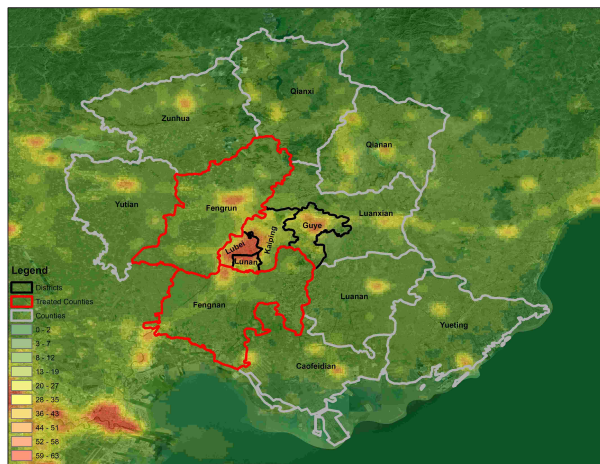 Qianxi
Zunhua
Qianan
Yutian
Fengrun
Luanxian
Guye
Kaiping
Lubei
Lunan
Fengnan
Luanan
Yueting
Caofeidian
Legend
Districts
Treated Counties
Counties
0 - 2
3 - 7
8 - 12
13 - 19
20 - 27
28 - 35
36 - 43
44 - 51
52 - 58
59 - 63